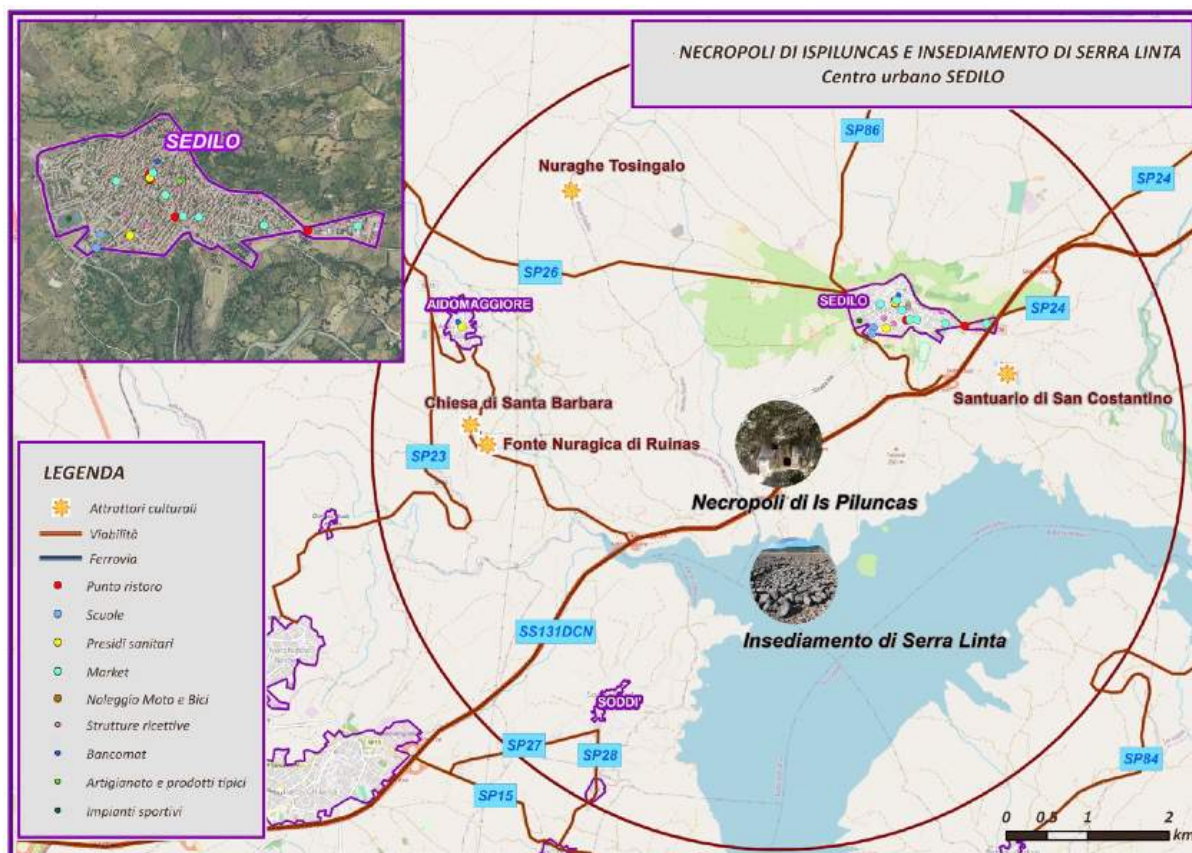 NECROPOLI DI ISPILUNCAS E INSEDIAMENTO DI SERRA LINTA
Centro urbano SEDILO
SEDILO
SP86
SP24
Nuraghe Tosingalo
SP26
SEDILO
SP24
AIDOMAGGIORE
Santuario di San Costantino
Chiesa di Santa Barbara
Fonte Nuragica di Ruinas
SP23
Necropoli di Is Piluncas
Insediamento di Serra Linta
SS131DCN
SODDI'
SP27
SP28
SP15
SP84
LEGENDA
Attrattori culturali
Viabilità
Ferrovia
Punto ristoro
Scuole
Presidi sanitari
Market
Noleggio Moto e Bici
Strutture ricettive
Bancomat
Artigianato e prodotti tipici
Impianti sportivi
0 0.5 1 2
km